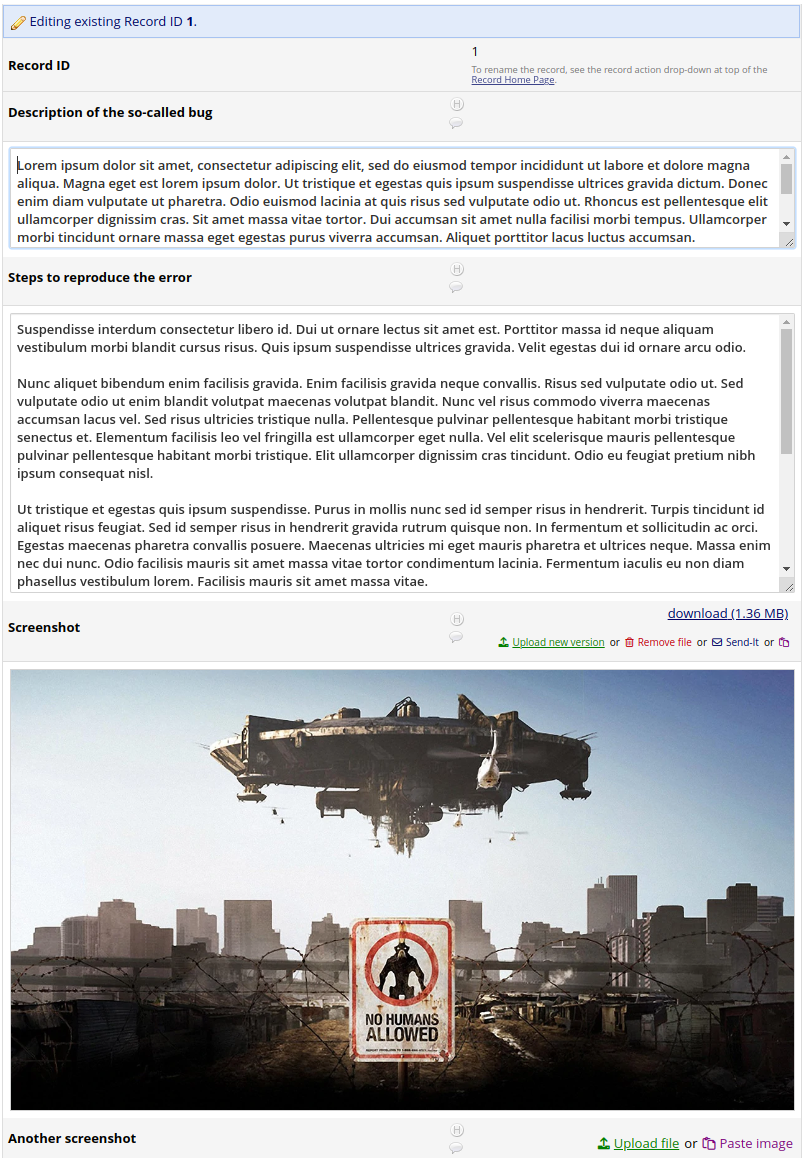 Editing existing Record ID 1.
Record ID
1
To rename the record, see the record action drop-down at top of the
Record Home Page.
Description of the so-called bug
H
Lorem ipsum dolor sit amet, consectetur adipiscing elit, sed do eiusmod tempor incididunt ut labore et dolore magna
aliqua. Magna eget est lorem ipsum dolor. Ut tristique et egestas quis ipsum suspendisse ultrices gravida dictum. Donec
enim diam vulputate ut pharetra. Odio euismod lacinia at quis risus sed vulputate odio ut. Rhoncus est pellentesque elit
ullamcorper dignissim cras. Sit amet massa vitae tortor. Dui accumsan sit amet nulla facilisi morbi tempus. Ullamcorper
morbi tincidunt ornare massa eget egestas purus viverra accumsan. Aliquet porttitor lacus luctus accumsan.
Steps to reproduce the error
H
Suspendisse interdum consectetur libero id. Dui ut ornare lectus sit amet est. Porttitor massa id neque aliquam
vestibulum morbi blandit cursus risus. Quis ipsum suspendisse ultrices gravida. Velit egestas dui id ornare arcu odio.
Nunc aliquet bibendum enim facilisis gravida. Enim facilisis gravida neque convallis. Risus sed vulputate odio ut. Sed
vulputate odio ut enim blandit volutpat maecenas volutpat blandit. Nunc vel risus commodo viverra maecenas
accumsan lacus vel. Sed risus ultricies tristique nulla. Pellentesque pulvinar pellentesque habitant morbi tristique
senectus et. Elementum facilisis leo vel fringilla est ullamcorper eget nulla. Vel elit scelerisque mauris pellentesque
pulvinar pellentesque habitant morbi tristique. Elit ullamcorper dignissim cras tincidunt. Odio eu feugiat pretium nibh
ipsum consequat nisl.
Ut tristique et egestas quis ipsum suspendisse. Purus in mollis nunc sed id semper risus in hendrerit. Turpis tincidunt id
aliquet risus feugiat. Sed id semper risus in hendrerit gravida rutrum quisque non. In fermentum et sollicitudin ac orci.
Egestas maecenas pharetra convallis posuere. Maecenas ultricies mi eget mauris pharetra et ultrices neque. Massa enim
nec dui nunc. Odio facilisis mauris sit amet massa vitae tortor condimentum lacinia. Fermentum iaculis eu non diam
phasellus vestibulum lorem. Facilisis mauris sit amet massa vitae.
Screenshot
H
download (1.36 MB)
Upload new version or Remove file or Send-It or
NO HUMANS
ALLOWED
Another screenshot
H
Upload file or Paste image